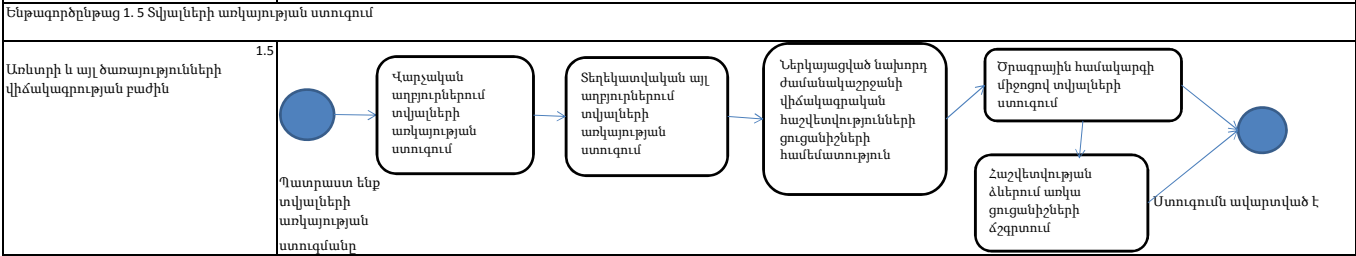 Ենթագործընթաց 1. 5 Տվյալների առկայության ստուգում
1.5
Առևտրի և այլ ծառայությունների
վիճակագրության բաժին
Պատրաստ ենք
տվյալների
առկայության
ստուգմանը
Վարչական
աղբյուրներում
տվյալների
առկայության
ստուգում
Տեղեկատվական այլ
աղբյուրներում
տվյալների
առկայության
ստուգում
Ներկայացված նախորդ
ժամանակաշրջանի
վիճակագրական
հաշվետվությունների
ցուցանիշների
համեմատություն
Ծրագրային համակարգի
միջոցով տվյալների
ստուգում
Հաշվետվության
ձևերում առկա
ցուցանիշների
ճշգրտում
Ստուգումն ավարտված է